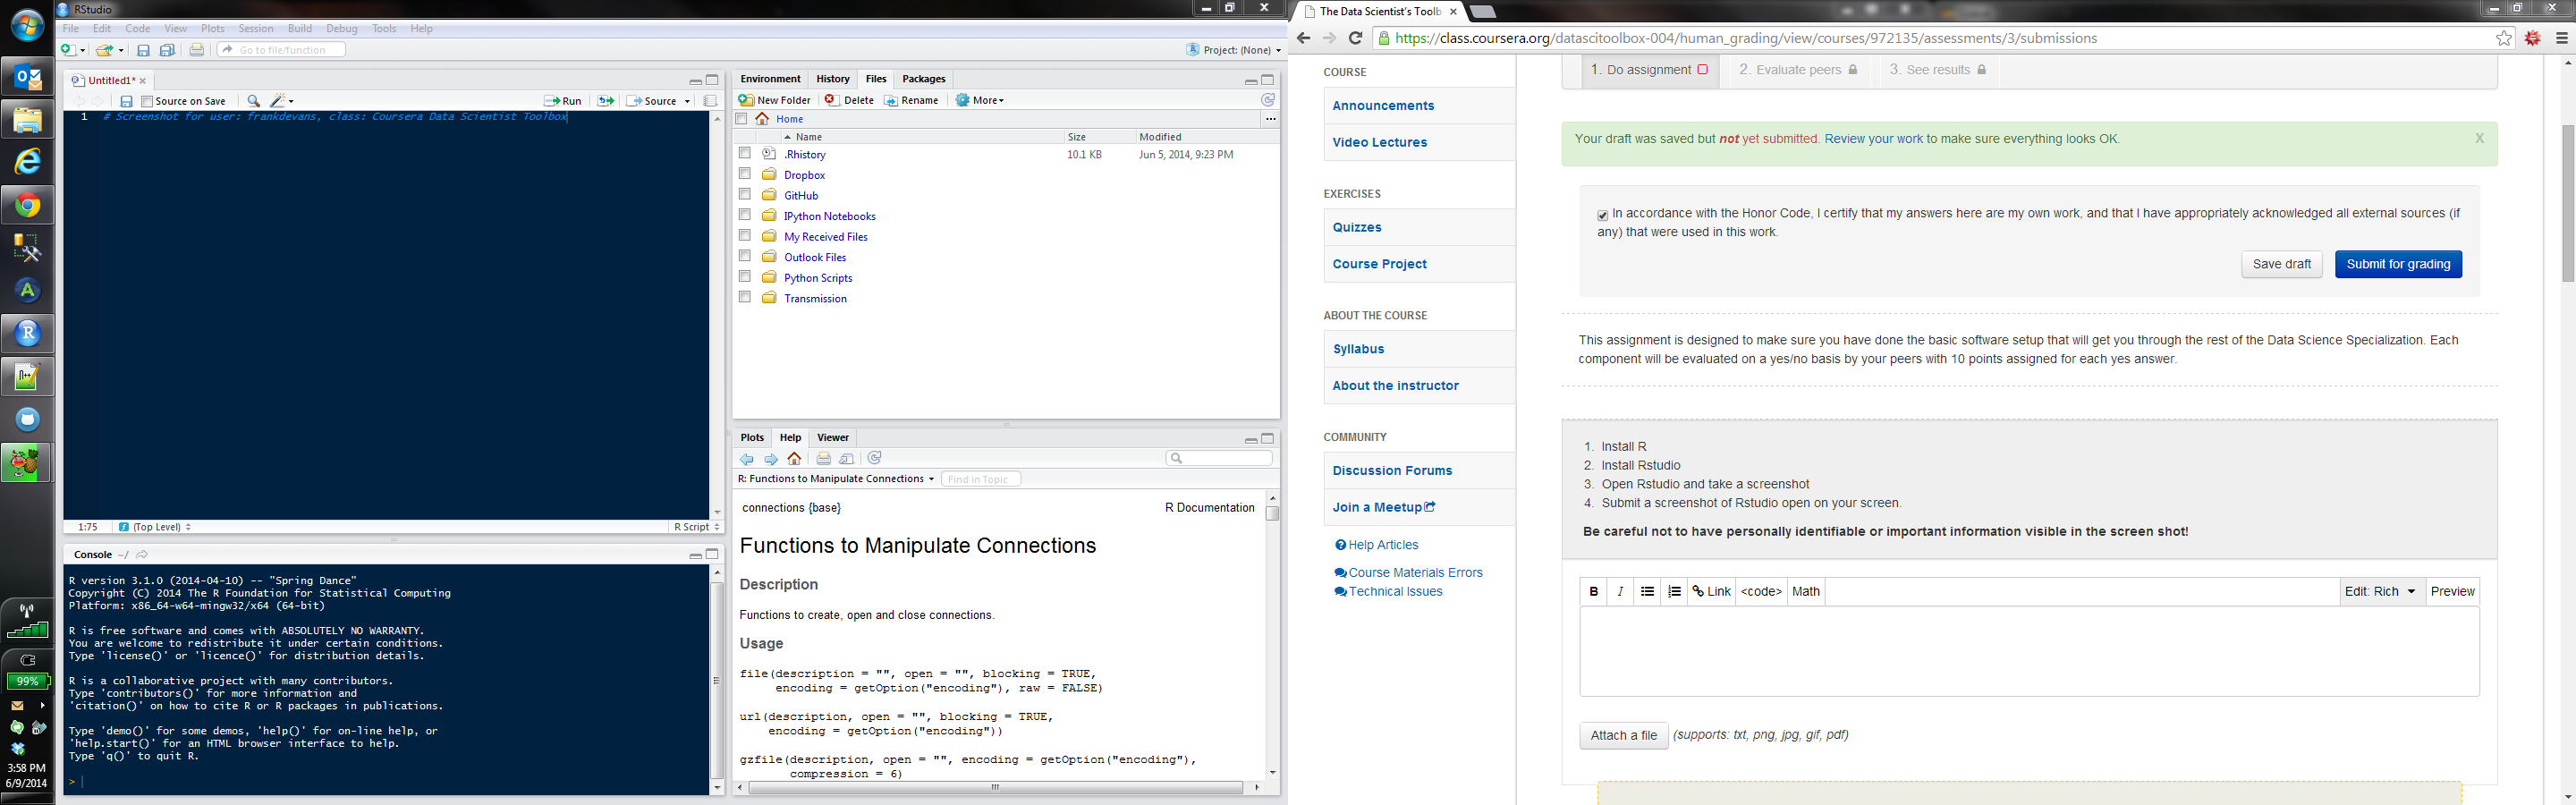 RStudio
File Edit Code View Plots Session Build Debug Tools Help
Go to file/function
Project: (None)
Untitled1*
Source on Save
Run
Source
1 # Screenshot for user: frankdevans, class: Coursera Data Scientist Toolbox
1:75 (Top Level) R Script
Console ~/
R version 3.1.0 (2014-04-10) -- "Spring Dance"
Copyright (C) 2014 The R Foundation for Statistical Computing
Platform: x86_64-w64-mingw32/x64 (64-bit)
R is free software and comes with ABSOLUTELY NO WARRANTY.
You are welcome to redistribute it under certain conditions.
Type 'license()' or 'licence()' for distribution details.
R is a collaborative project with many contributors.
Type 'contributors()' for more information and
'citation()' on how to cite R or R packages in publications.
Type 'demo()' for some demos, 'help()' for on-line help, or
'help.start()' for an HTML browser interface to help.
Type 'q()' to quit R.
>
99%
3:58 PM
6/9/2014
Environment History Files Packages
New Folder Delete Rename More
Home ...
Name Size Modified
.Rhistory 10.1 KB Jun 5, 2014, 9:23 PM
Dropbox
GitHub
IPython Notebooks
My Received Files
Outlook Files
Python Scripts
Transmission
Plots Help Viewer
R: Functions to Manipulate Connections Find in Topic
connections {base} R Documentation
Functions to Manipulate Connections
Description
Functions to create, open and close connections.
Usage
file(description = "", open = "", blocking = TRUE,
encoding = getOption("encoding"), raw = FALSE)
url(description, open = "", blocking = TRUE,
encoding = getOption("encoding"))
gzfile(description, open = "", encoding = getOption("encoding"),
compression = 6)
The Data Scientist's Toolb
https://class.coursera.org/datascitoolbox-004/human_grading/view/courses/972135/assessments/3/submissions
COURSE
Announcements
Video Lectures
EXERCISES
Quizzes
Course Project
ABOUT THE COURSE
Syllabus
About the instructor
COMMUNITY
Discussion Forums
Join a Meetup
Help Articles
Course Materials Errors
Technical Issues
1. Do assignment 2. Evaluate peers 3. See results
Your draft was saved but not yet submitted. Review your work to make sure everything looks OK. X
In accordance with the Honor Code, I certify that my answers here are my own work, and that I have appropriately acknowledged all external sources (if
any) that were used in this work.
Save draft Submit for grading
This assignment is designed to make sure you have done the basic software setup that will get you through the rest of the Data Science Specialization. Each
component will be evaluated on a yes/no basis by your peers with 10 points assigned for each yes answer.
1. Install R
2. Install Rstudio
3. Open Rstudio and take a screenshot
4. Submit a screenshot of Rstudio open on your screen.
Be careful not to have personally identifiable or important information visible in the screen shot!
B I Link <code> Math Edit: Rich Preview
Attach a file (supports: txt, png, jpg, gif, pdf)